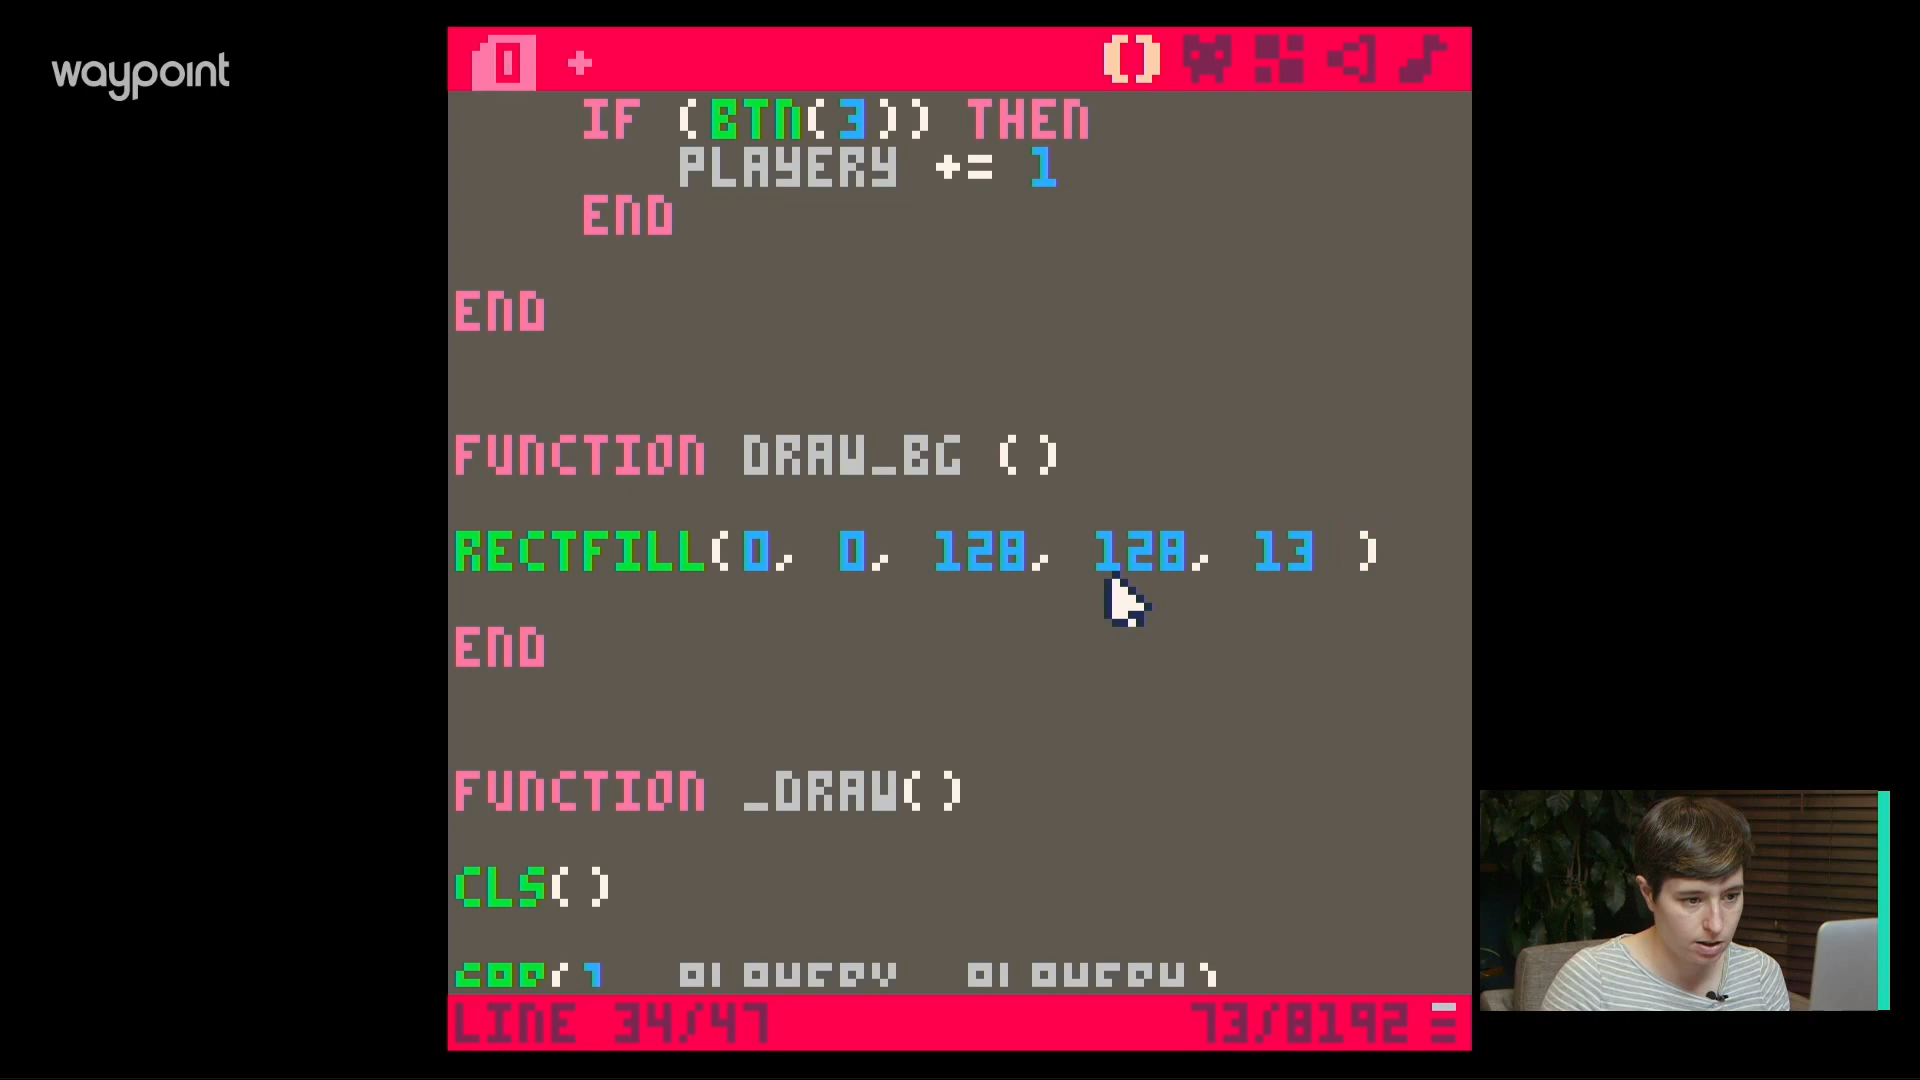 waypoint
0 +
IF (BTN(3)) THEN
PLAYERY += 1
END
END
FUNCTION DRAW_BG ()
RECTFILL(0, 0, 128, 128, 13 )
END
FUNCTION _DRAW()
CLS()
LINE 34/47
73/8192